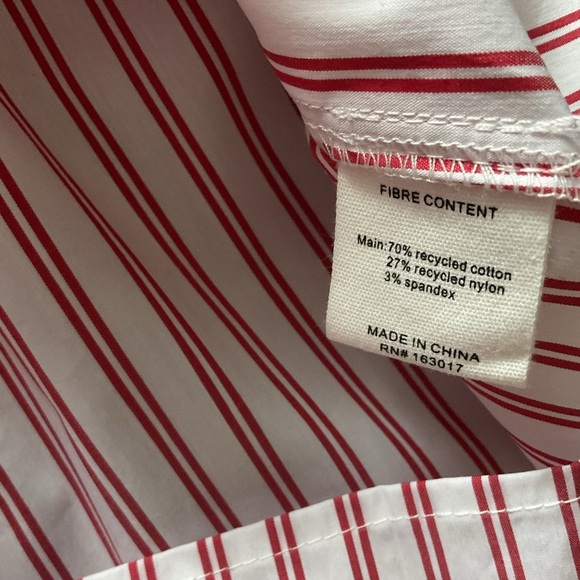 FIBRE CONTENT
Main:70% recycled cotton
27% recycled nylon
3% spandex
MADE IN CHINA
RN# 163017